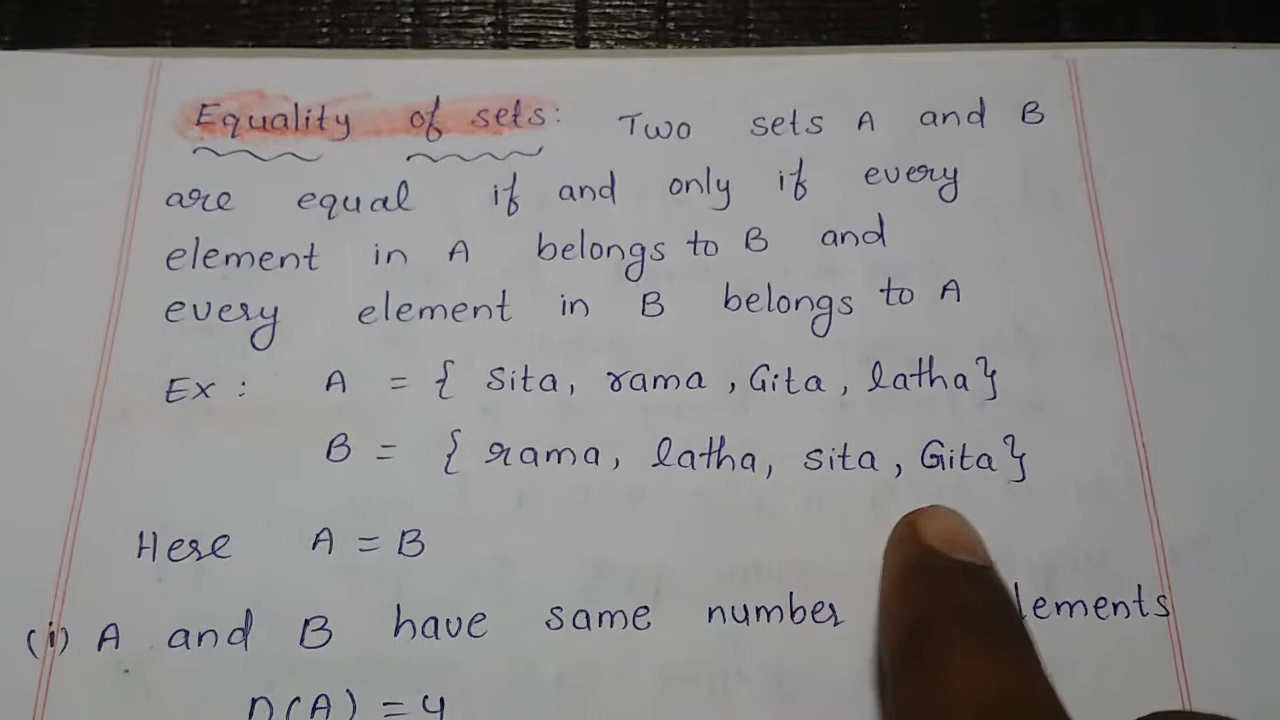 Equality of sets: Two sets A and B
are equal if and only if every
element in A belongs to B and
every element in B belongs to A
Ex : A = { Sita, rama , Gita, latha}
B = { rama, latha, sita, Gita}
Here A = B
(i) A and B have same number lements
n(A) = 4